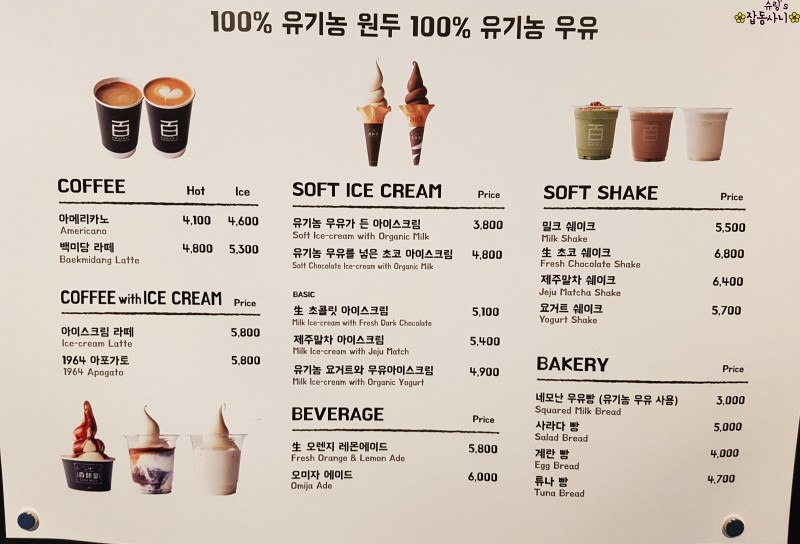 슈랑's
잡동사니
100% 유기농 원두 100% 유기농 우유
COFFEE Hot Ice
아메리카노 4,100 4,600
Americano
백미당 라떼 4,800 5,300
Baekmidang Latte
COFFEE with ICE CREAM Price
아이스크림 라떼 5,800
Ice-cream Latte
1964 아포가토 5,800
1964 Apogato
SOFT ICE CREAM Price
유기농 우유가 든 아이스크림 3,800
Soft Ice-cream with Organic Milk
유기농 우유를 넣은 초코 아이스크림 4,800
Soft Chocolate Ice-cream with Organic Milk
BASIC
生 초콜릿 아이스크림 5,100
Milk Ice-cream with Fresh Dark Chocolate
제주말차 아이스크림 5,400
Milk Ice-cream with Jeju Match
유기농 요거트와 우유아이스크림 4,900
Milk Ice-cream with Organic Yogurt
BEVERAGE Price
生 오렌지 레몬에이드 5,800
Fresh Orange & Lemon Ade
오미자 에이드 6,000
Omija Ade
SOFT SHAKE Price
밀크 쉐이크 5,500
Milk Shake
生 초코 쉐이크 6,800
Fresh Chocolate Shake
제주말차 쉐이크 6,400
Jeju Matcha Shake
요거트 쉐이크 5,700
Yogurt Shake
BAKERY Price
네모난 우유빵 (유기농 우유 사용) 3,000
Squared Milk Bread
사라다 빵 5,000
Salad Bread
계란 빵 4,000
Egg Bread
튜나 빵 4,700
Tuna Bread